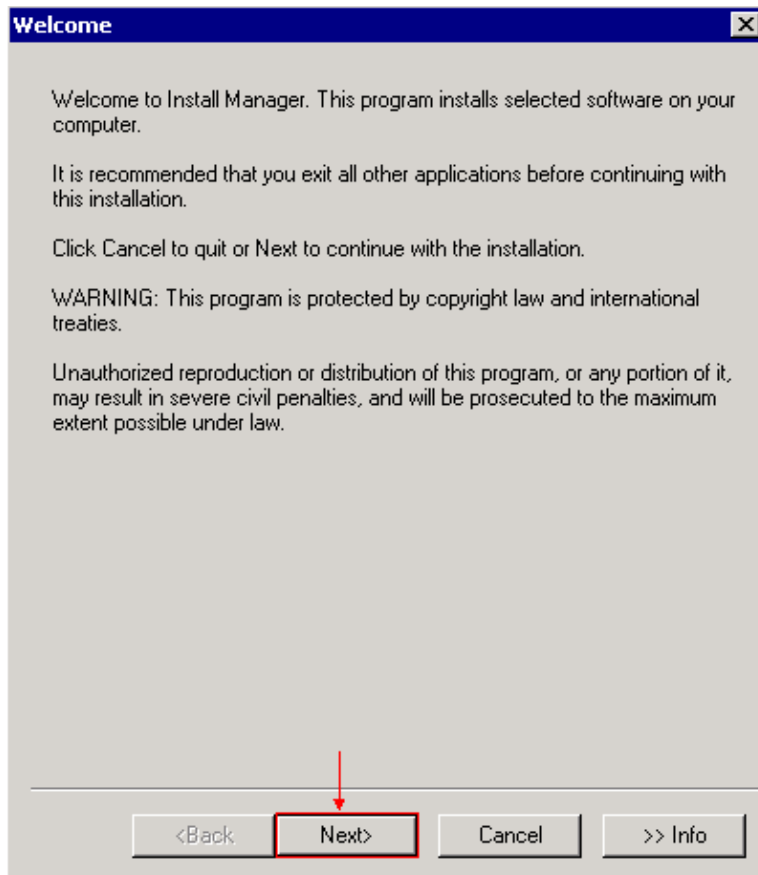 Welcome
Welcome to Install Manager. This program installs selected software on your
computer.
It is recommended that you exit all other applications before continuing with
this installation.
Click Cancel to quit or Next to continue with the installation.
WARNING: This program is protected by copyright law and international
treaties.
Unauthorized reproduction or distribution of this program, or any portion of it,
may result in severe civil penalties, and will be prosecuted to the maximum
extent possible under law.
<Back Next> Cancel >> Info